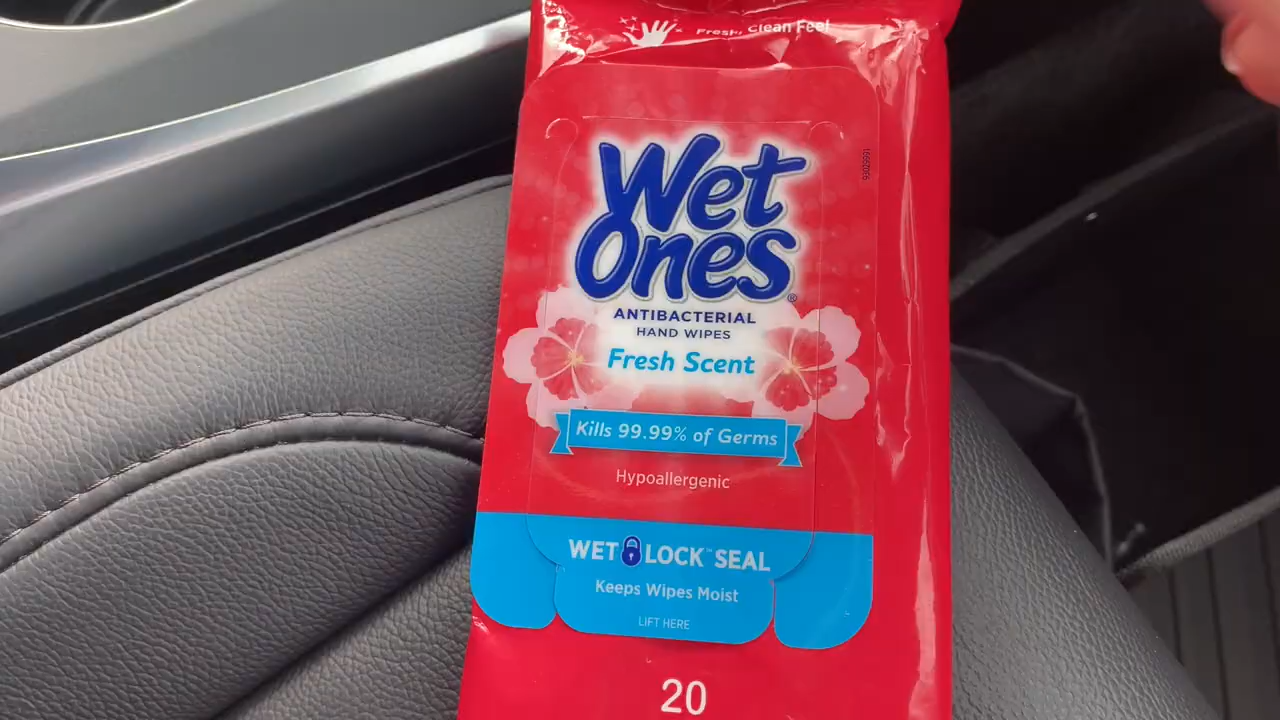 Fresh, Clean Feel
Wet
Ones®
ANTIBACTERIAL
HAND WIPES
Fresh Scent
Kills 99.99% of Germs
Hypoallergenic
WET LOCK™ SEAL
Keeps Wipes Moist
LIFT HERE
20